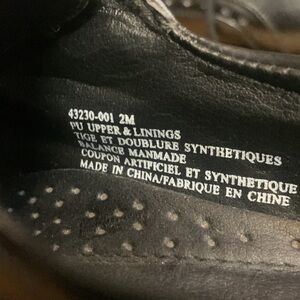 43230-001 2M
PU UPPER & LININGS
TIGE ET DOUBLURE SYNTHETIQUES
BALANCE MANMADE
COUPON ARTIFICIEL ET SYNTHETIQUE
MADE IN CHINA/FABRIQUE EN CHINE